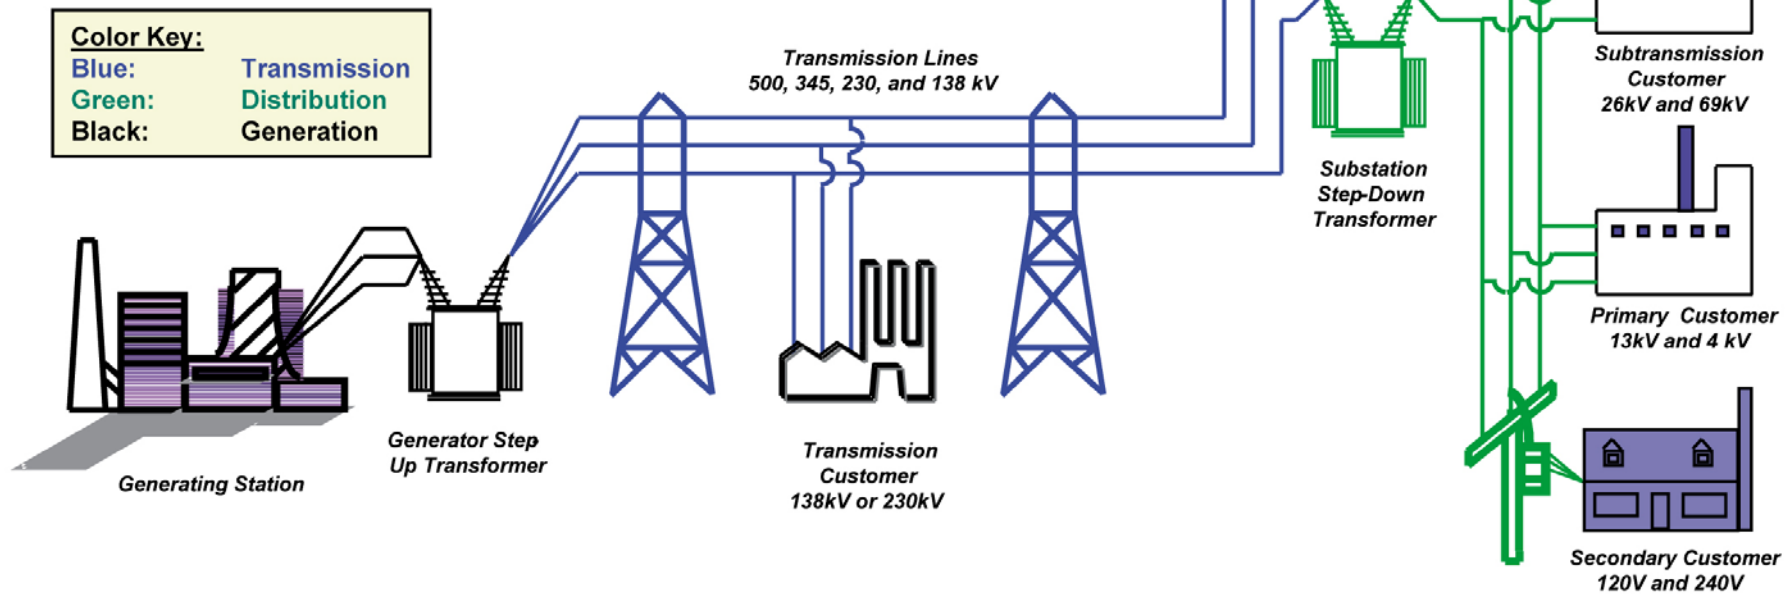 Color Key:
Blue: Transmission
Green: Distribution
Black: Generation
Transmission Lines
500, 345, 230, and 138 kV
Generating Station
Generator Step
Up Transformer
Transmission
Customer
138kV or 230kV
Substation
Step-Down
Transformer
Subtransmission
Customer
26kV and 69kV
Primary Customer
13kV and 4 kV
Secondary Customer
120V and 240V